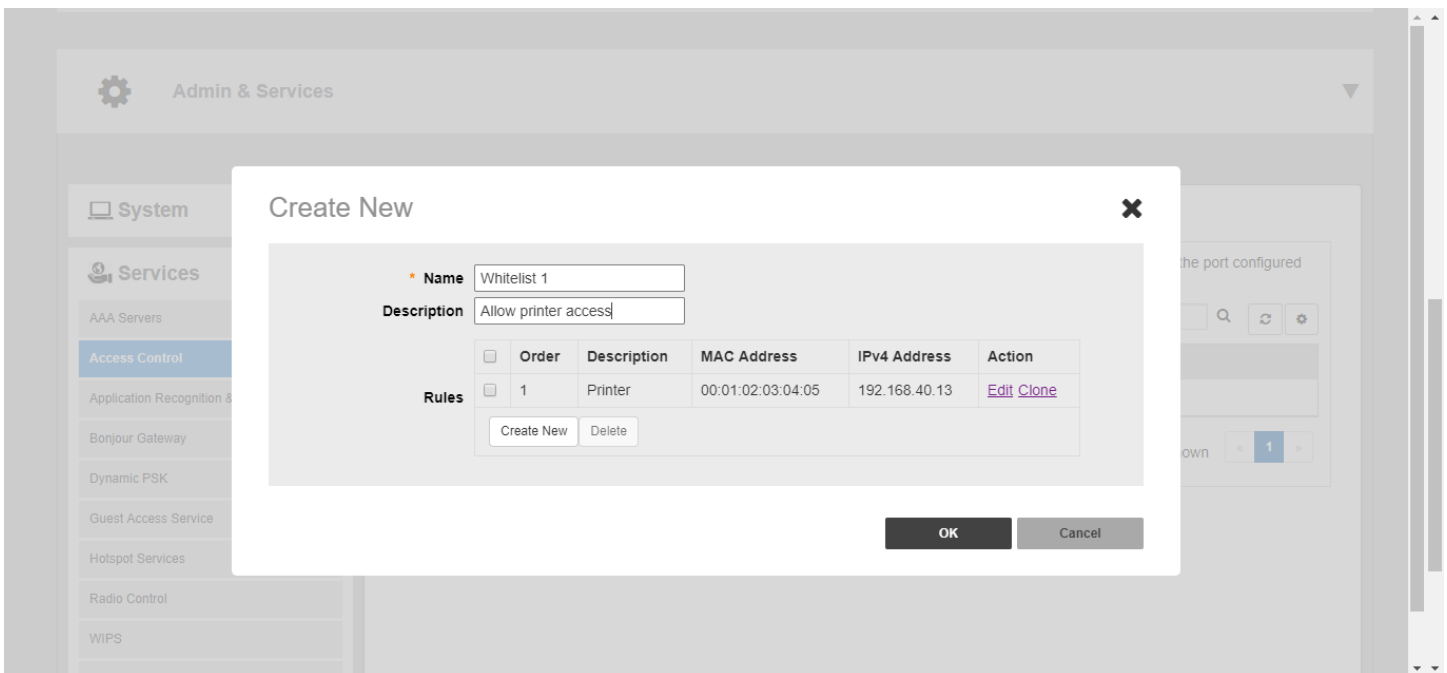 Admin & Services
System
Services
AAA Servers
Access Control
Application Recognition &
Bonjour Gateway
Dynamic PSK
Guest Access Service
Hotspot Services
Radio Control
WIPS
Create New
* Name Whitelist 1
Description Allow printer access
Rules
Order Description MAC Address IPv4 Address Action
1 Printer 00:01:02:03:04:05 192.168.40.13 Edit Clone
Create New Delete
OK Cancel
the port configured
own « 1 »